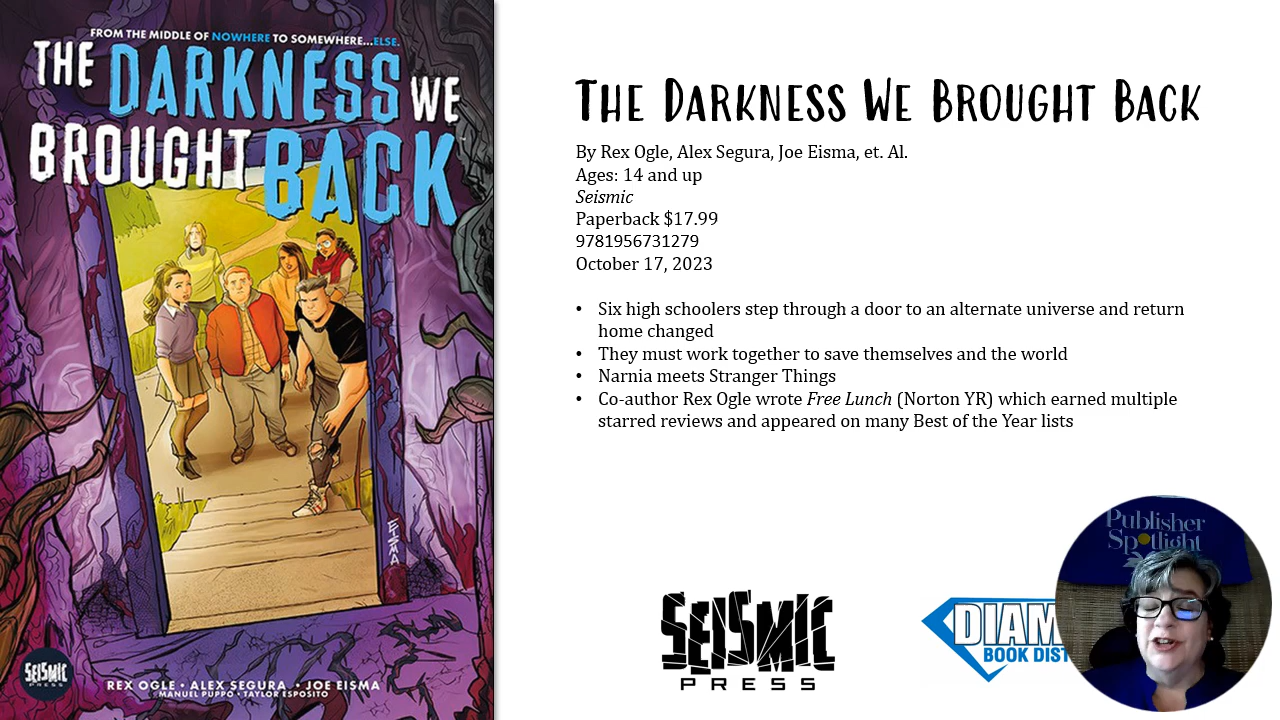 FROM THE MIDDLE OF NOWHERE TO SOMEWHERE...ELSE.
THE DARKNESS WE
BROUGHT BACK
EISMA
SEISMIC
PRESS
REX OGLE • ALEX SEGURA • JOE EISMA
MANUEL PUPPO • TAYLOR ESPOSITO
THE DARKNESS WE BROUGHT BACK
By Rex Ogle, Alex Segura, Joe Eisma, et. Al.
Ages: 14 and up
Seismic
Paperback $17.99
9781956731279
October 17, 2023
• Six high schoolers step through a door to an alternate universe and return
home changed
• They must work together to save themselves and the world
• Narnia meets Stranger Things
• Co-author Rex Ogle wrote Free Lunch (Norton YR) which earned multiple
starred reviews and appeared on many Best of the Year lists
SEISMIC
PRESS
DIAM
BOOK DIST
Publisher
Spotlight